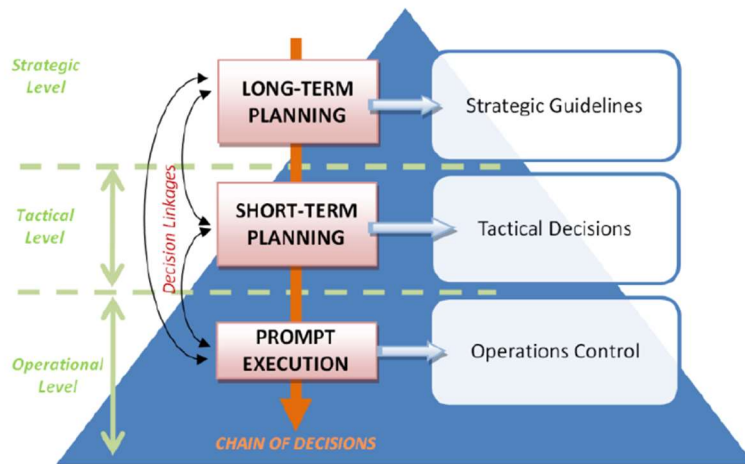 Strategic
Level
LONG-TERM
PLANNING
Strategic Guidelines
Decision Linkages
Tactical
Level
SHORT-TERM
PLANNING
Tactical Decisions
Operational
Level
PROMPT
EXECUTION
Operations Control
CHAIN OF DECISIONS